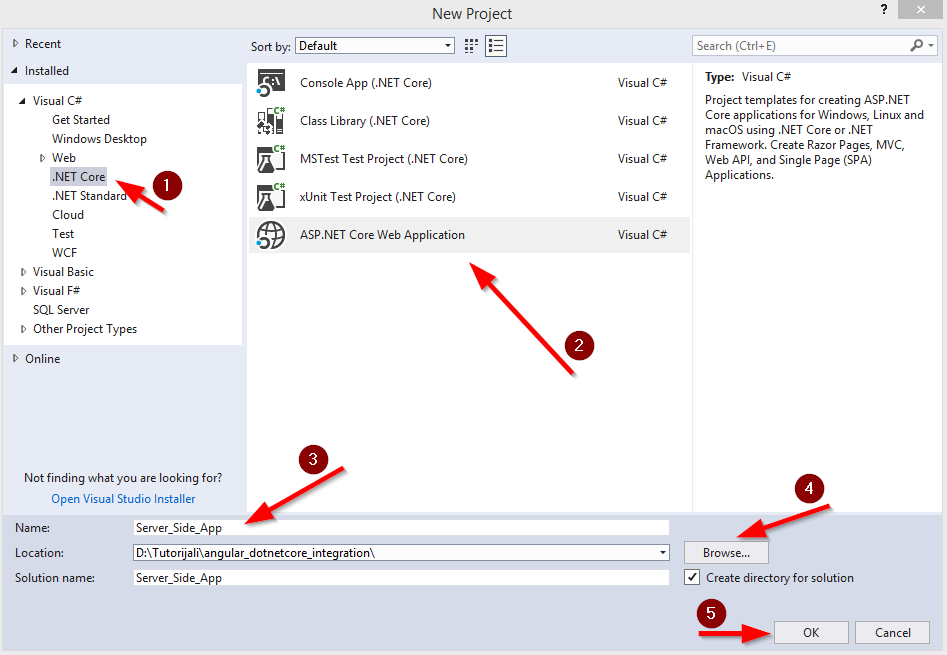 New Project
?
Recent
Installed
Visual C#
Get Started
Windows Desktop
Web
.NET Core
1
.NET Standard
Cloud
Test
WCF
Visual Basic
Visual F#
SQL Server
Other Project Types
Online
Not finding what you are looking for?
Open Visual Studio Installer
Sort by: Default
C:\ Console App (.NET Core) Visual C#
C# Class Library (.NET Core) Visual C#
C# MSTest Test Project (.NET Core) Visual C#
C# xUnit Test Project (.NET Core) Visual C#
ASP.NET Core Web Application Visual C#
2
Search (Ctrl+E)
Type: Visual C#
Project templates for creating ASP.NET
Core applications for Windows, Linux and
macOS using .NET Core or .NET
Framework. Create Razor Pages, MVC,
Web API, and Single Page (SPA)
Applications.
3
4
Name: Server_Side_App
Location: D:\Tutorijali\angular_dotnetcore_integration\ Browse...
Solution name: Server_Side_App Create directory for solution
5
OK Cancel